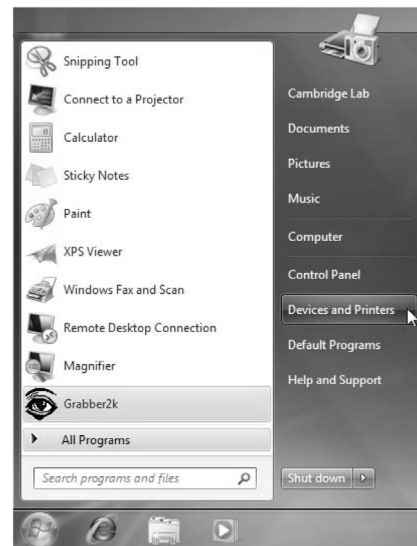 Snipping Tool
Connect to a Projector
Calculator
Sticky Notes
Paint
XPS Viewer
Windows Fax and Scan
Remote Desktop Connection
Magnifier
Grabber2k
All Programs
Search programs and files
Cambridge Lab
Documents
Pictures
Music
Computer
Control Panel
Devices and Printers
Default Programs
Help and Support
Shut down